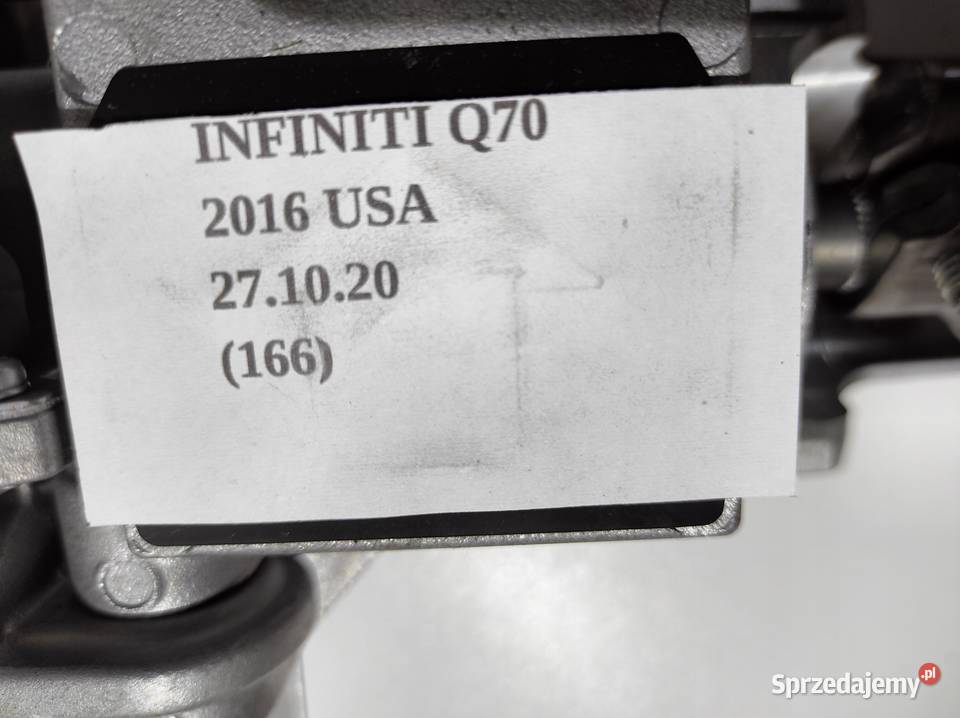 INFINITI Q70
2016 USA
27.10.20
(166)
Sprzedajemy.pl